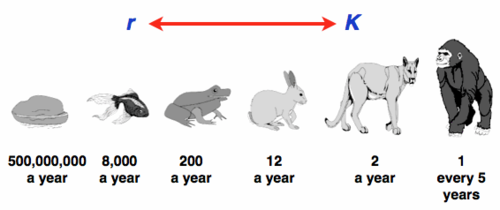 r K
500,000,000 8,000 200 12 2 1
a year a year a year a year a year every 5
years